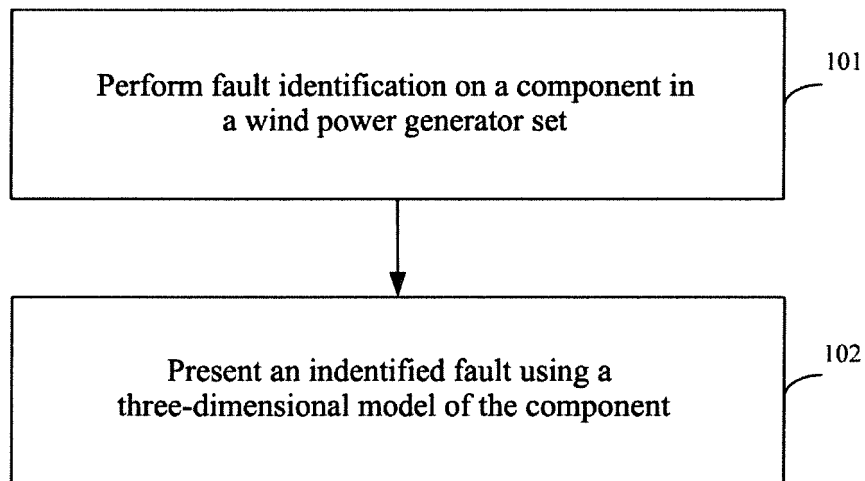 Perform fault identification on a component in
a wind power generator set
101
Present an indentified fault using a
three-dimensional model of the component
102